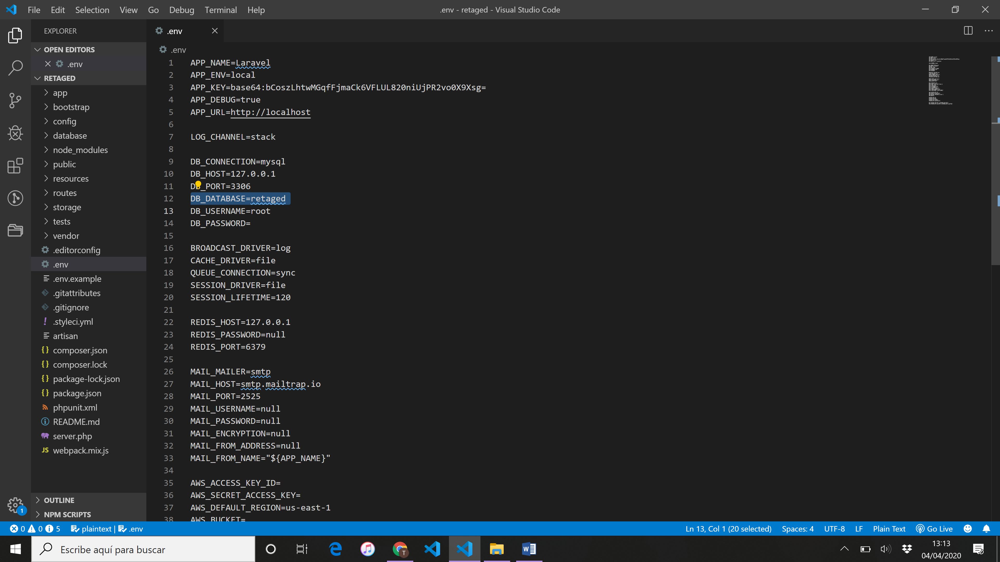 File Edit Selection View Go Debug Terminal Help
.env - retaged - Visual Studio Code
EXPLORER
OPEN EDITORS
.env
RETAGED
app
bootstrap
config
database
node_modules
public
resources
routes
storage
tests
vendor
.editorconfig
.env
.env.example
.gitattributes
.gitignore
.styleci.yml
artisan
composer.json
composer.lock
package-lock.json
package.json
phpunit.xml
README.md
server.php
JS webpack.mix.js
OUTLINE
NPM SCRIPTS
1
.env
.env
1 APP_NAME=Laravel
2 APP_ENV=local
3 APP_KEY=base64:bCoszLhtwMGqfFjmaCk6VFLUL820niUjPR2vo0X9Xsg=
4 APP_DEBUG=true
5 APP_URL=http://localhost
6
7 LOG_CHANNEL=stack
8
9 DB_CONNECTION=mysql
10 DB_HOST=127.0.0.1
11 DB_PORT=3306
12 DB_DATABASE=retaged
13 DB_USERNAME=root
14 DB_PASSWORD=
15
16 BROADCAST_DRIVER=log
17 CACHE_DRIVER=file
18 QUEUE_CONNECTION=sync
19 SESSION_DRIVER=file
20 SESSION_LIFETIME=120
21
22 REDIS_HOST=127.0.0.1
23 REDIS_PASSWORD=null
24 REDIS_PORT=6379
25
26 MAIL_MAILER=smtp
27 MAIL_HOST=smtp.mailtrap.io
28 MAIL_PORT=2525
29 MAIL_USERNAME=null
30 MAIL_PASSWORD=null
31 MAIL_ENCRYPTION=null
32 MAIL_FROM_ADDRESS=null
33 MAIL_FROM_NAME="${APP_NAME}"
34
35 AWS_ACCESS_KEY_ID=
36 AWS_SECRET_ACCESS_KEY=
37 AWS_DEFAULT_REGION=us-east-1
38 AWS_BUCKET=
0 0 5 plaintext | .env
Ln 13, Col 1 (20 selected) Spaces: 4 UTF-8 LF Plain Text Go Live
Escribe aquí para buscar
T
W
13:13
04/04/2020